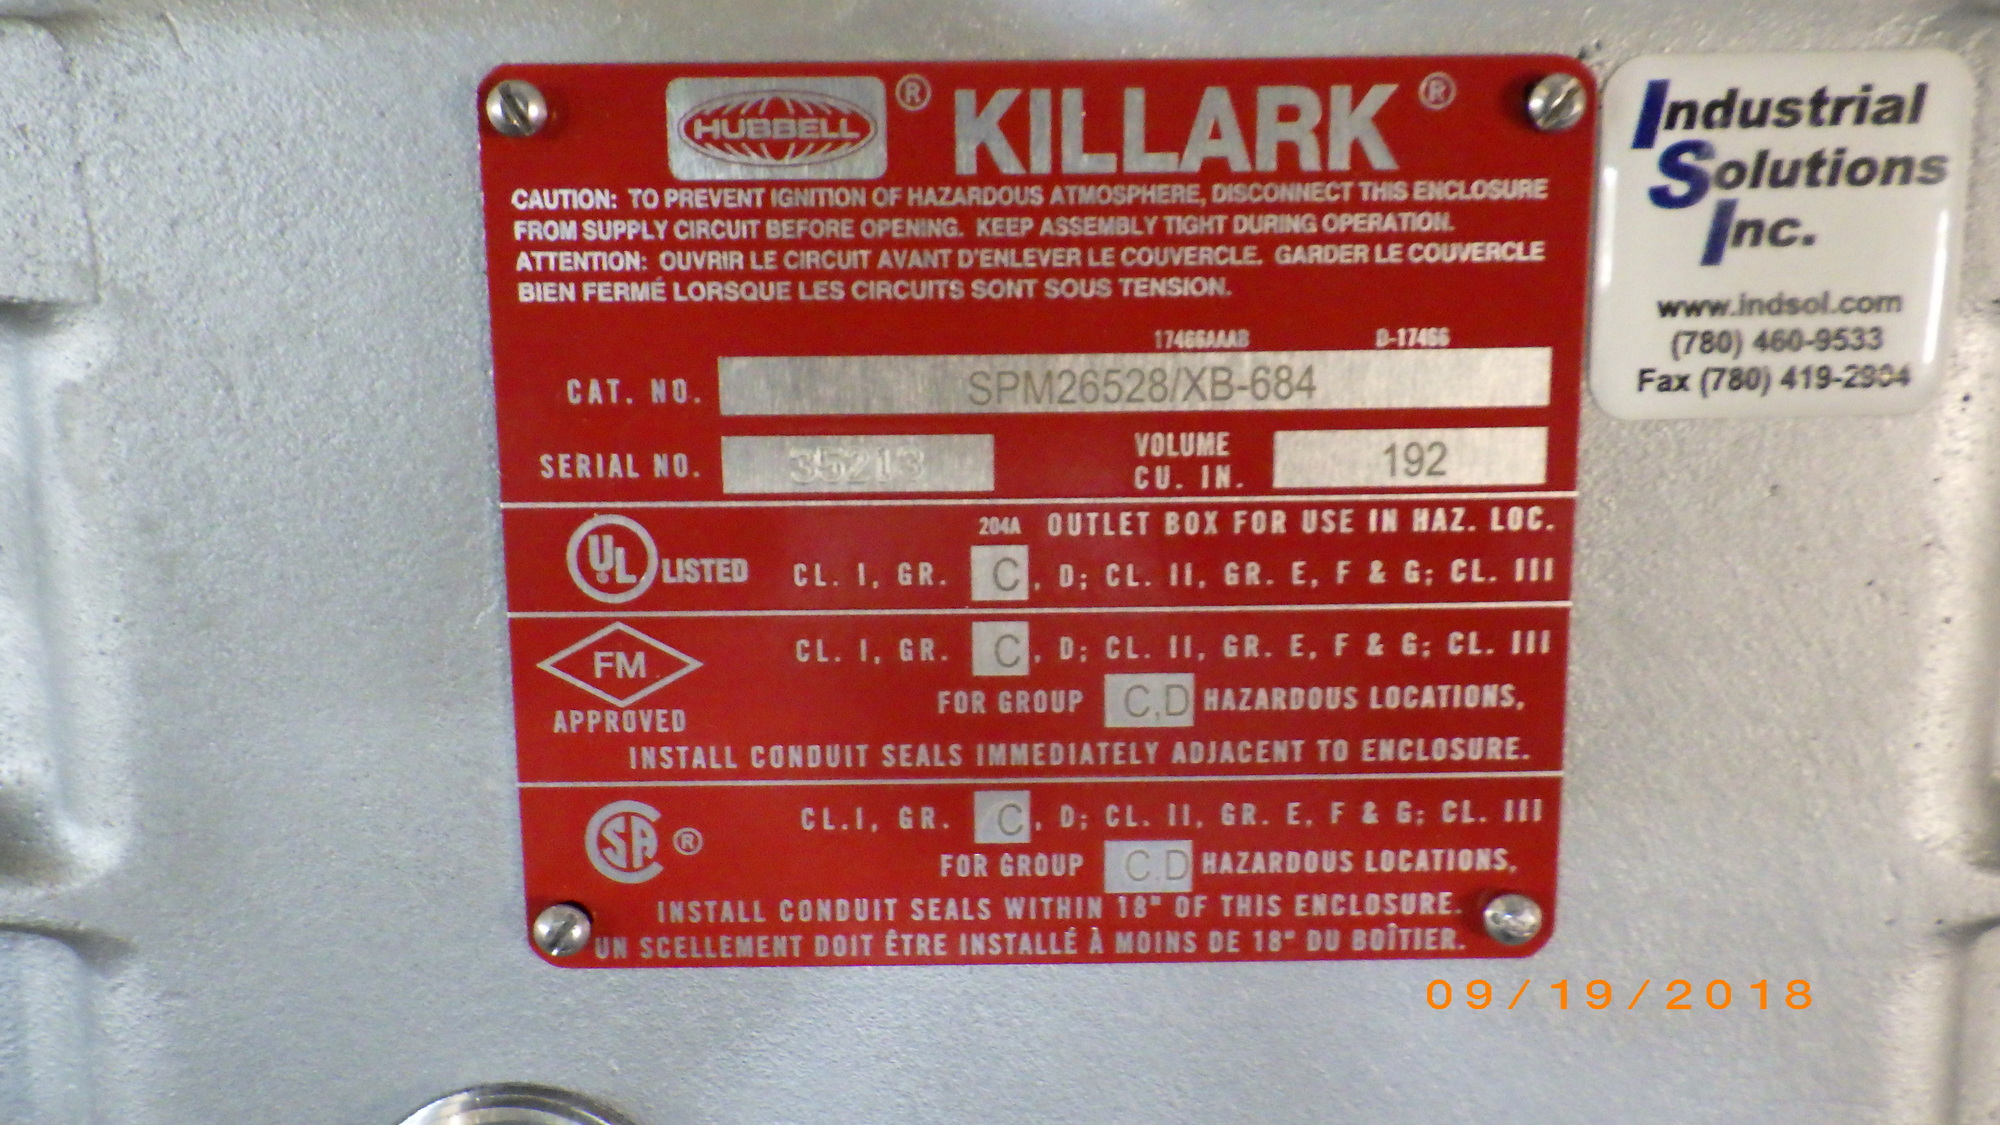 HUBBELL ® KILLARK ®
CAUTION: TO PREVENT IGNITION OF HAZARDOUS ATMOSPHERE, DISCONNECT THIS ENCLOSURE
FROM SUPPLY CIRCUIT BEFORE OPENING. KEEP ASSEMBLY TIGHT DURING OPERATION.
ATTENTION: OUVRIR LE CIRCUIT AVANT D'ENLEVER LE COUVERCLE. GARDER LE COUVERCLE
BIEN FERMÉ LORSQUE LES CIRCUITS SONT SOUS TENSION.
17466AAAB D-17466
CAT. NO. SPM26528/XB-684
SERIAL NO. 35213 VOLUME CU. IN. 192
204A OUTLET BOX FOR USE IN HAZ. LOC.
UL LISTED CL. I, GR. C, D; CL. II, GR. E, F & G; CL. III
FM APPROVED CL. I, GR. C, D; CL. II, GR. E, F & G; CL. III
FOR GROUP C,D HAZARDOUS LOCATIONS,
INSTALL CONDUIT SEALS IMMEDIATELY ADJACENT TO ENCLOSURE.
SA ® CL.I, GR. C, D; CL. II, GR. E, F & G; CL. III
FOR GROUP C,D HAZARDOUS LOCATIONS,
INSTALL CONDUIT SEALS WITHIN 18" OF THIS ENCLOSURE.
UN SCELLEMENT DOIT ÊTRE INSTALLÉ À MOINS DE 18" DU BOÎTIER.
Industrial
Solutions
Inc.
www.indsol.com
(780) 460-9533
Fax (780) 419-2904
09/19/2018